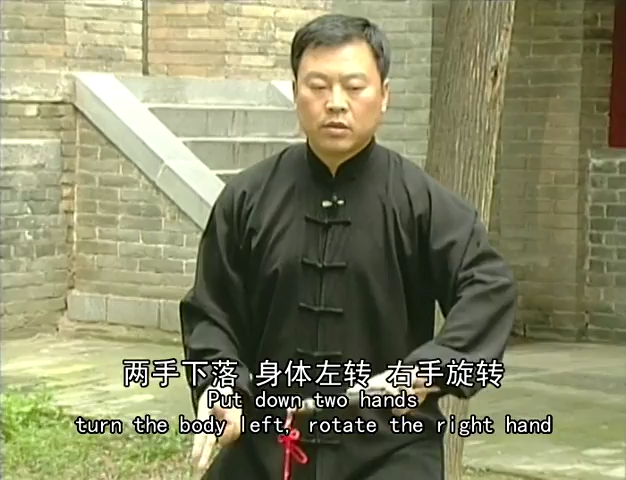 两手下落 身体左转 右手旋转
Put down two hands
turn the body left, rotate the right hand